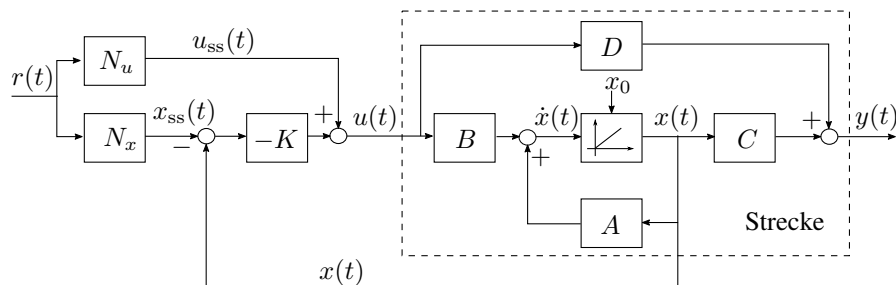 r(t)
N_u
u_ss(t)
N_x
x_ss(t)
−
−K
+
u(t)
D
x_0
B
ẋ(t)
+
x(t)
C
+
y(t)
A
Strecke
x(t)